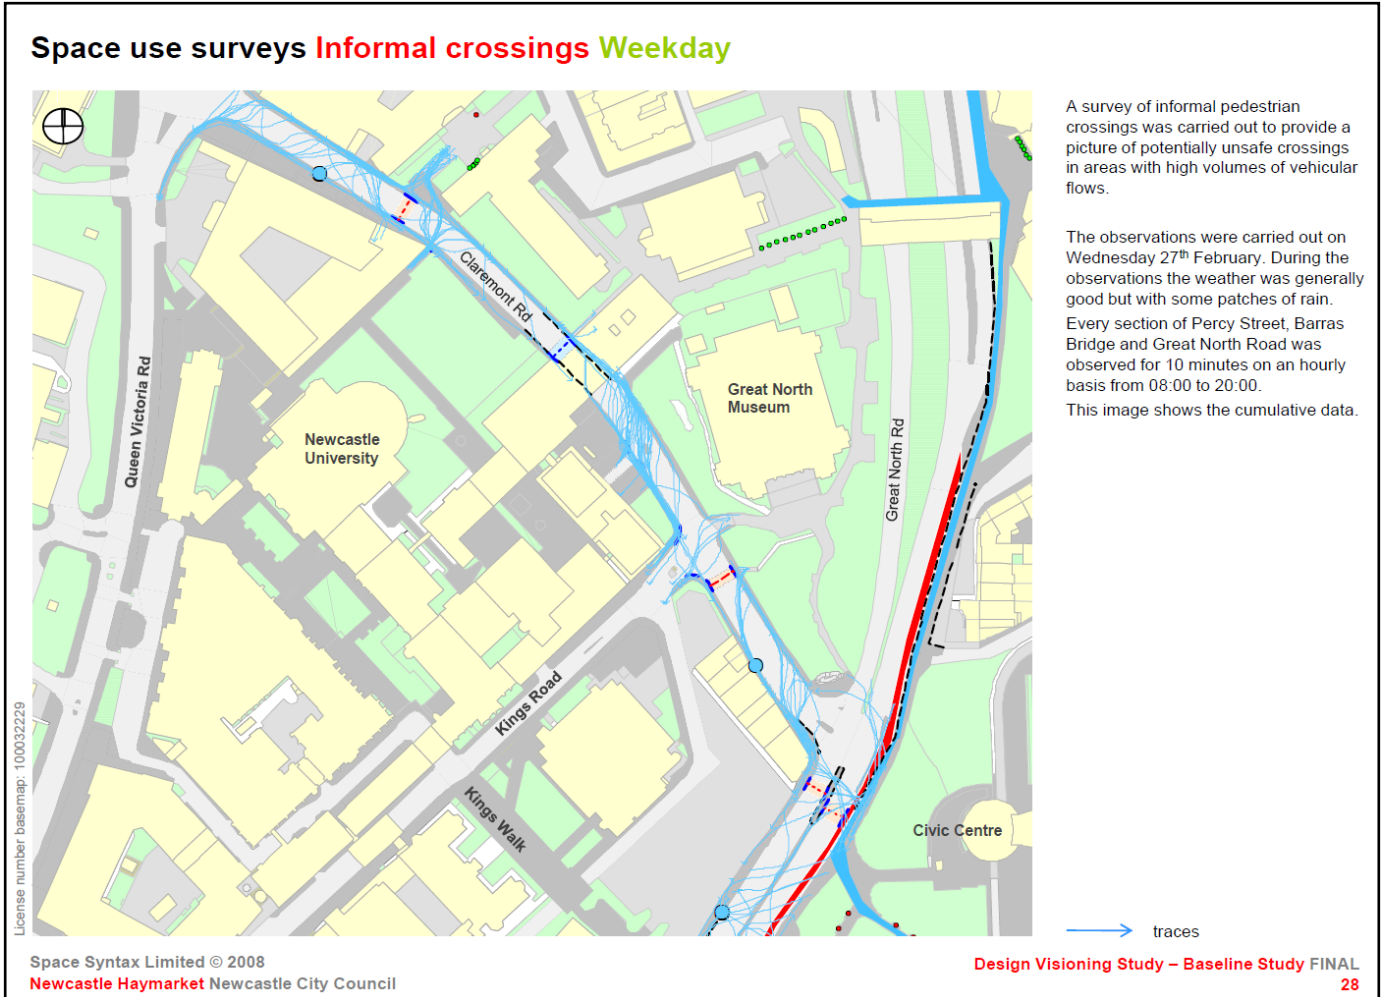 Space use surveys Informal crossings Weekday
A survey of informal pedestrian
crossings was carried out to provide a
picture of potentially unsafe crossings
in areas with high volumes of vehicular
flows.
The observations were carried out on
Wednesday 27th February. During the
observations the weather was generally
good but with some patches of rain.
Every section of Percy Street, Barras
Bridge and Great North Road was
observed for 10 minutes on an hourly
basis from 08:00 to 20:00.
This image shows the cumulative data.
Claremont Rd
Queen Victoria Rd
Newcastle
University
Great North
Museum
Great North Rd
Kings Road
Kings Walk
Civic Centre
License number basemap: 100032229
traces
Space Syntax Limited © 2008
Newcastle Haymarket Newcastle City Council
Design Visioning Study – Baseline Study FINAL
28